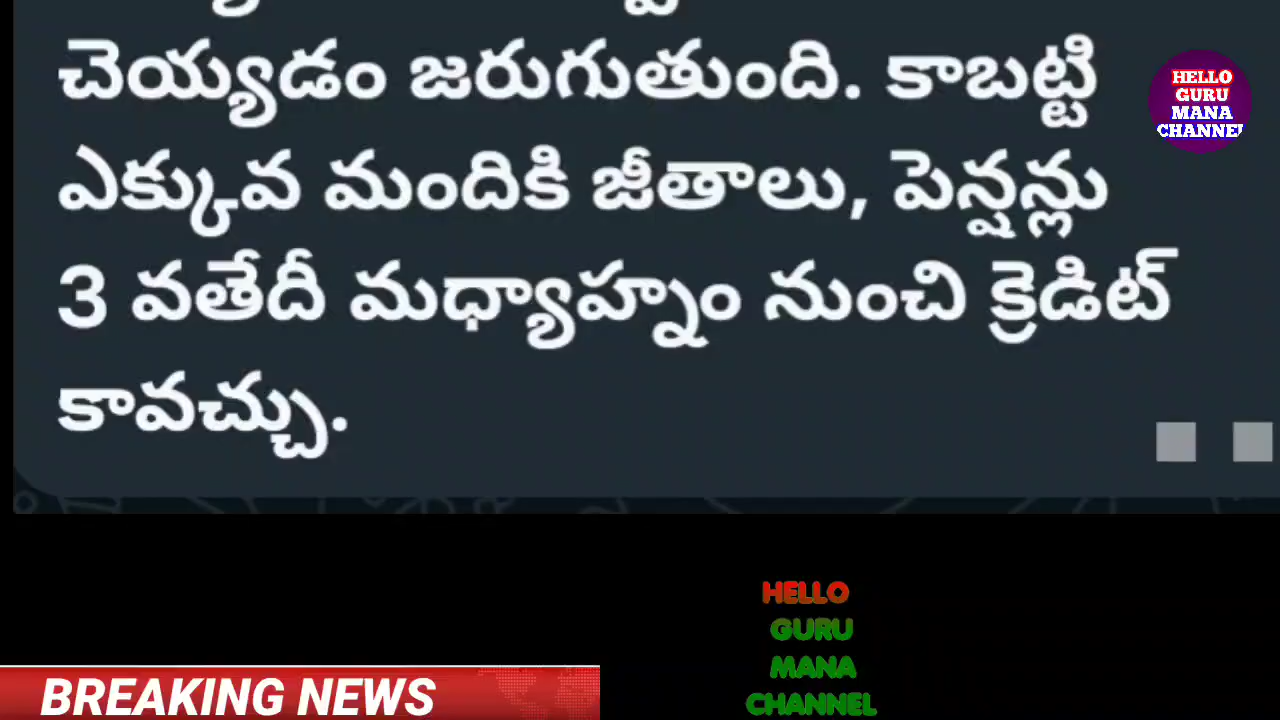 చెయ్యడం జరుగుతుంది. కాబట్టి
ఎక్కువ మందికి జీతాలు, పెన్షన్లు
3 వతేదీ మధ్యాహ్నం నుంచి క్రెడిట్
కావచ్చు.
HELLO
GURU
MANA
CHANNEL
HELLO
GURU
MANA
CHANNEL
BREAKING NEWS